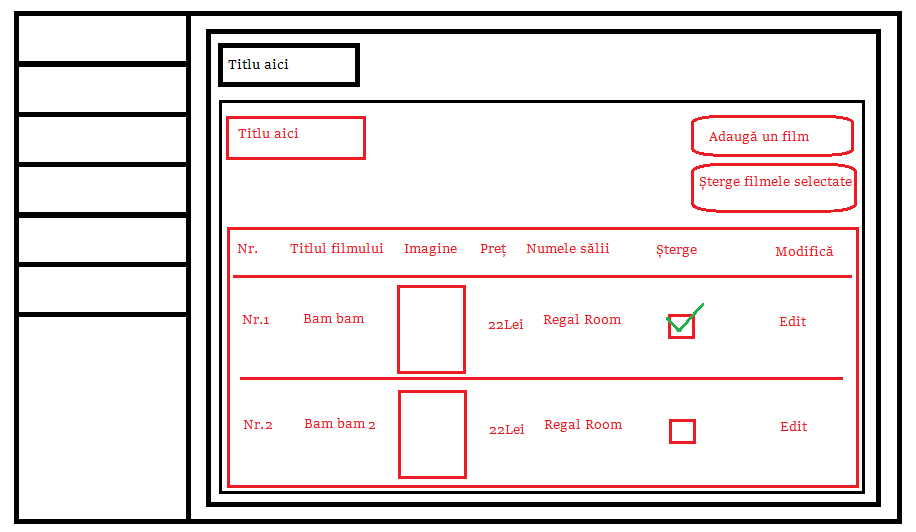 Titlu aici
Titlu aici
Adaugă un film
Șterge filmele selectate
Nr. Titlul filmului Imagine Preț Numele sălii Șterge Modifică
Nr.1 Bam bam 22Lei Regal Room Edit
Nr.2 Bam bam 2 22Lei Regal Room Edit